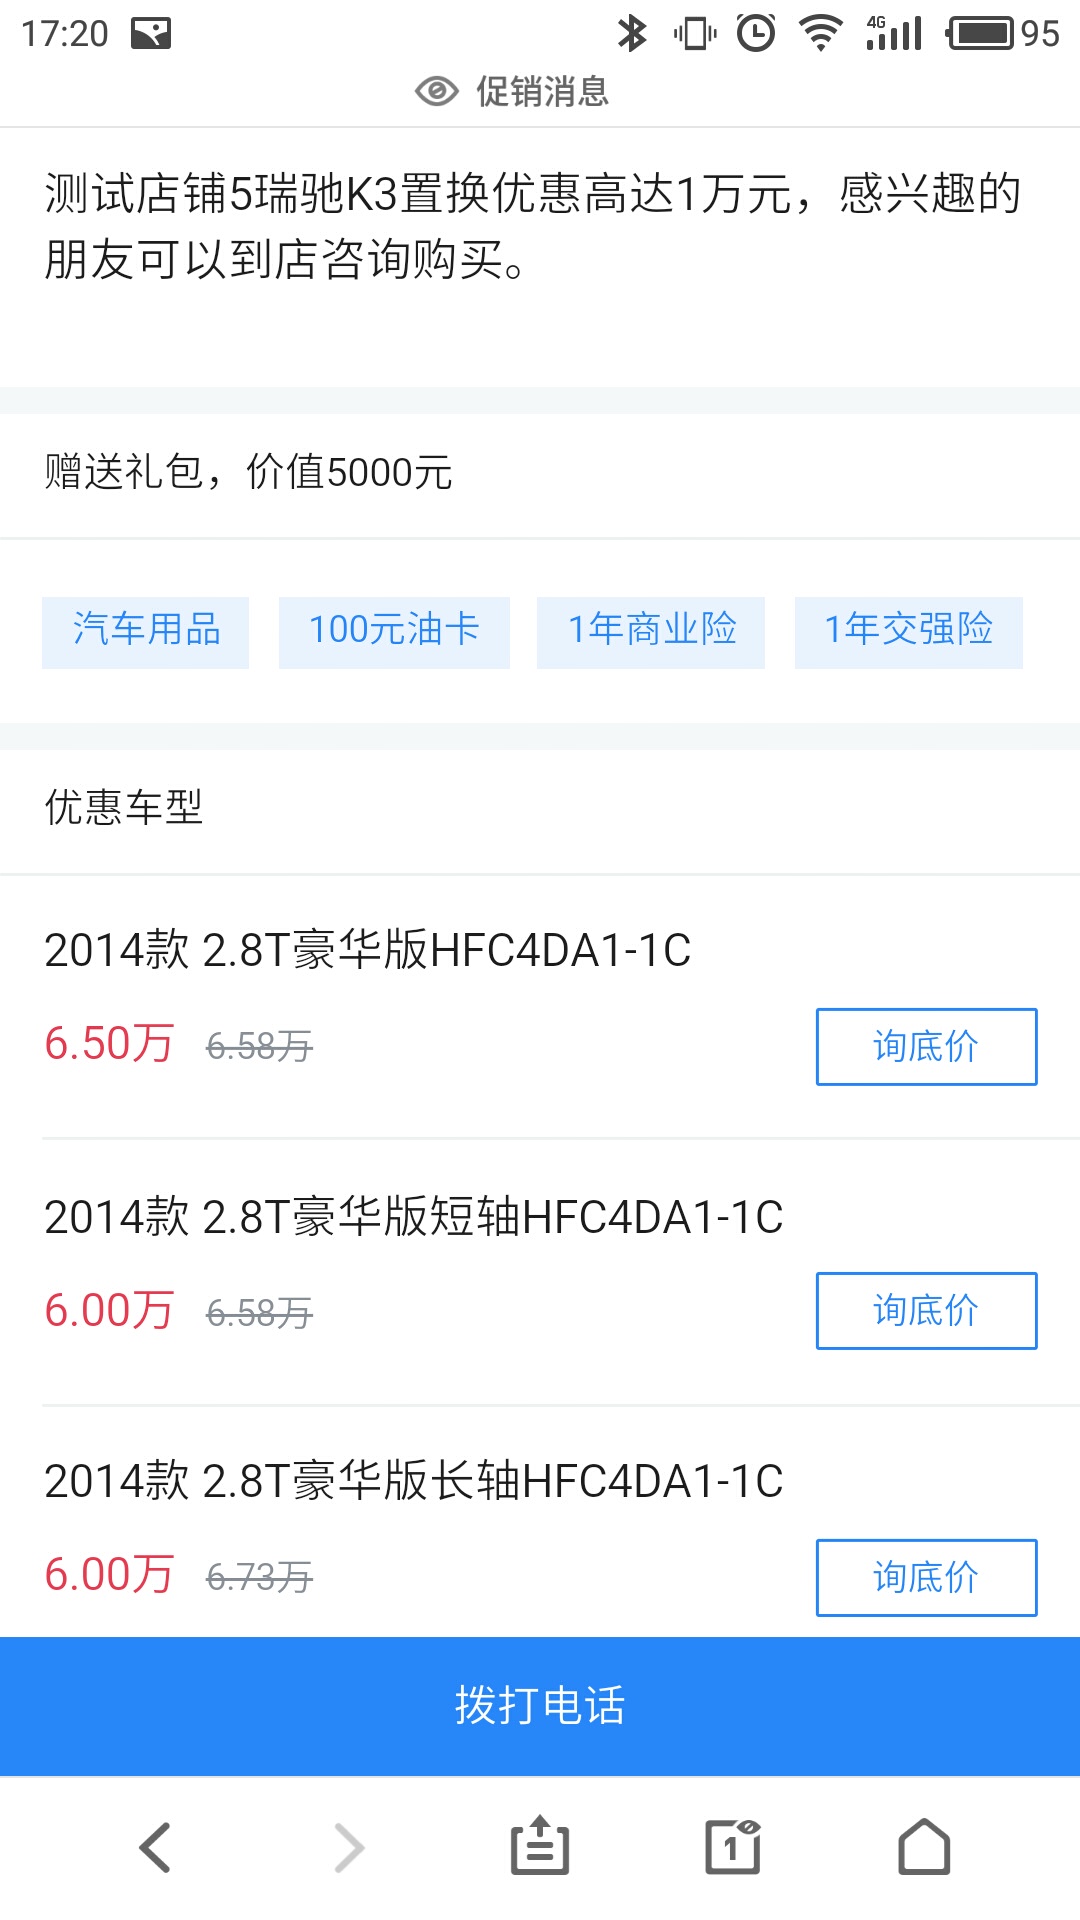 17:20
4G
95
促销消息
测试店铺5瑞驰K3置换优惠高达1万元，感兴趣的
朋友可以到店咨询购买。
赠送礼包，价值5000元
汽车用品 100元油卡 1年商业险 1年交强险
优惠车型
2014款 2.8T豪华版HFC4DA1-1C
6.50万 6.58万 询底价
2014款 2.8T豪华版短轴HFC4DA1-1C
6.00万 6.58万 询底价
2014款 2.8T豪华版长轴HFC4DA1-1C
6.00万 6.73万 询底价
拨打电话
1